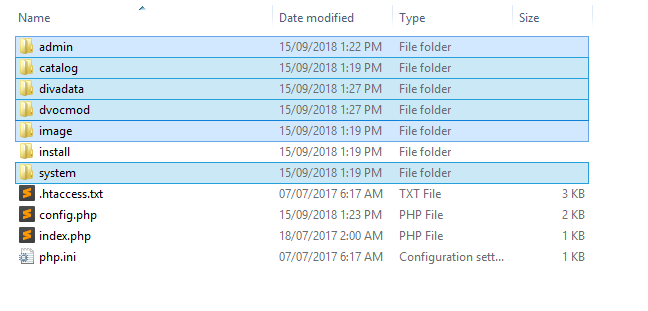 Name Date modified Type Size
admin 15/09/2018 1:22 PM File folder
catalog 15/09/2018 1:19 PM File folder
divadata 15/09/2018 1:27 PM File folder
dvocmod 15/09/2018 1:27 PM File folder
image 15/09/2018 1:19 PM File folder
install 15/09/2018 1:19 PM File folder
system 15/09/2018 1:19 PM File folder
.htaccess.txt 07/07/2017 6:17 AM TXT File 3 KB
config.php 15/09/2018 1:23 PM PHP File 2 KB
index.php 18/07/2017 2:00 AM PHP File 1 KB
php.ini 07/07/2017 6:17 AM Configuration sett... 1 KB